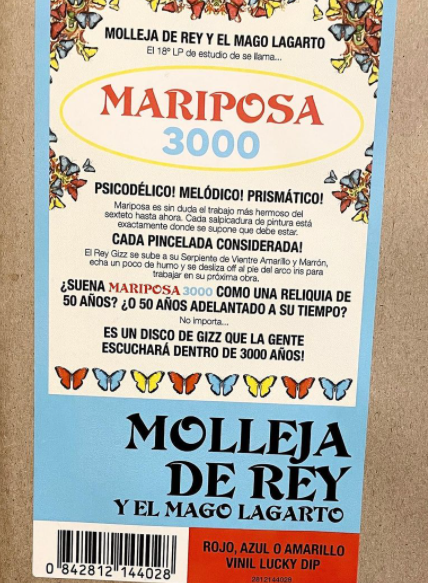 MOLLEJA DE REY Y EL MAGO LAGARTO
El 18º LP de estudio de se llama...
MARIPOSA
3000
PSICODÉLICO! MELÓDICO! PRISMÁTICO!
Mariposa es sin duda el trabajo más hermoso del
sexteto hasta ahora. Cada salpicadura de pintura está
exactamente donde se supone que debe estar.
CADA PINCELADA CONSIDERADA!
El Rey Gizz se sube a su Serpiente de Vientre Amarillo y Marrón,
echa un poco de humo y se desliza off al pie del arco iris para
trabajar en su próxima obra.
¿SUENA MARIPOSA 3000 COMO UNA RELIQUIA DE
50 AÑOS? ¿O 50 AÑOS ADELANTADO A SU TIEMPO?
No importa...
ES UN DISCO DE GIZZ QUE LA GENTE
ESCUCHARÁ DENTRO DE 3000 AÑOS!
MOLLEJA
DE REY
Y EL MAGO LAGARTO
0 842812 144028
ROJO, AZUL O AMARILLO
VINIL LUCKY DIP
2812144028